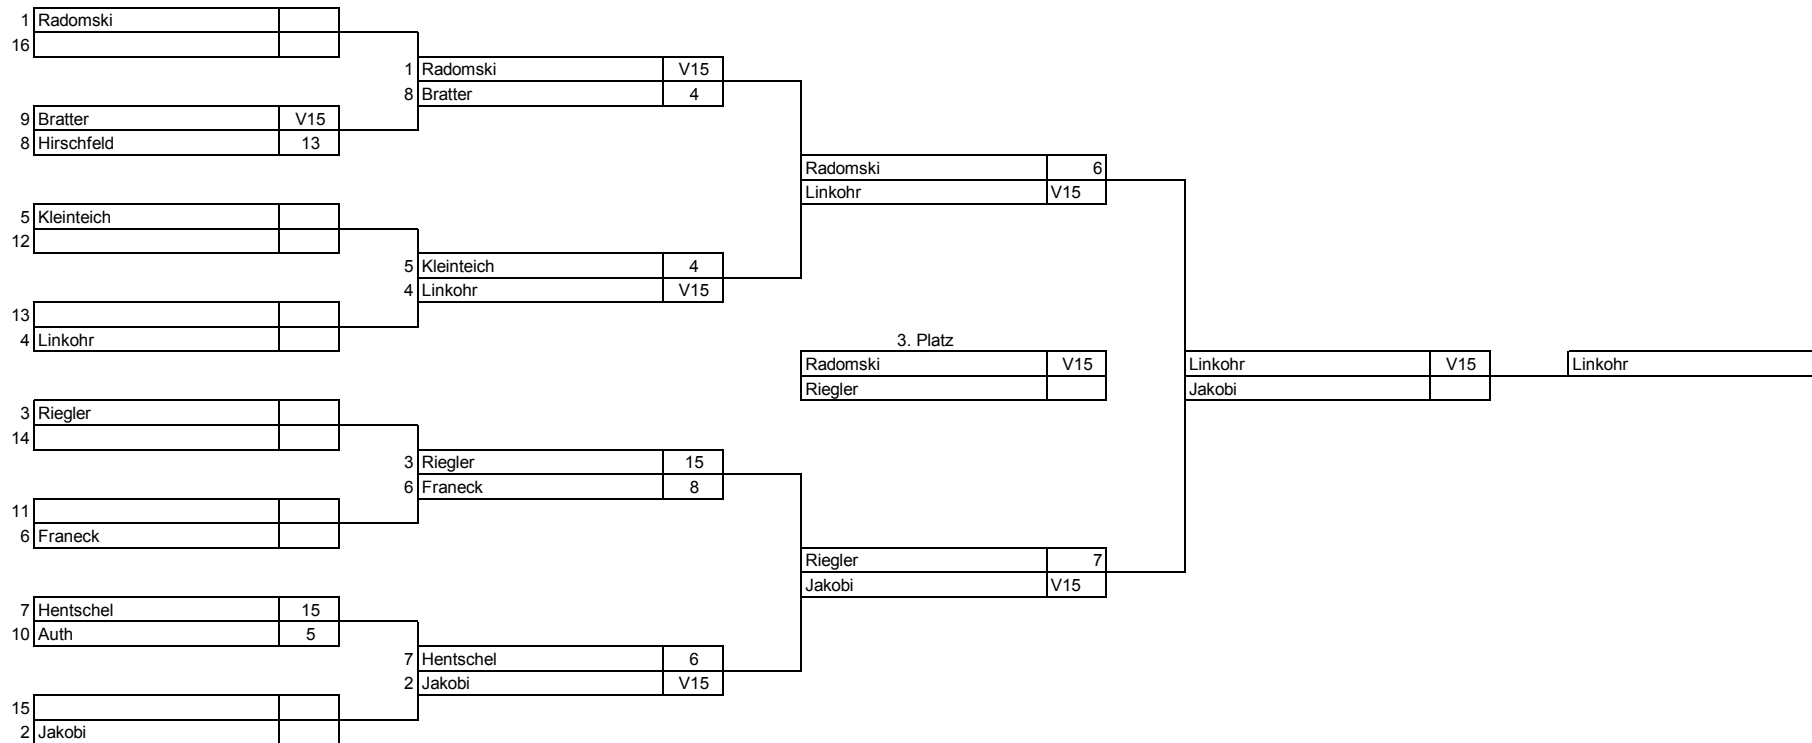 1 Radomski
16
9 Bratter V15
8 Hirschfeld 13
5 Kleinteich
12
13
4 Linkohr
3 Riegler
14
11
6 Franeck
7 Hentschel 15
10 Auth 5
15
2 Jakobi
1 Radomski V15
8 Bratter 4
5 Kleinteich 4
4 Linkohr V15
3 Riegler 15
6 Franeck 8
7 Hentschel 6
2 Jakobi V15
Radomski 6
Linkohr V15
3. Platz
Radomski V15
Riegler
Riegler 7
Jakobi V15
Linkohr V15
Jakobi
Linkohr